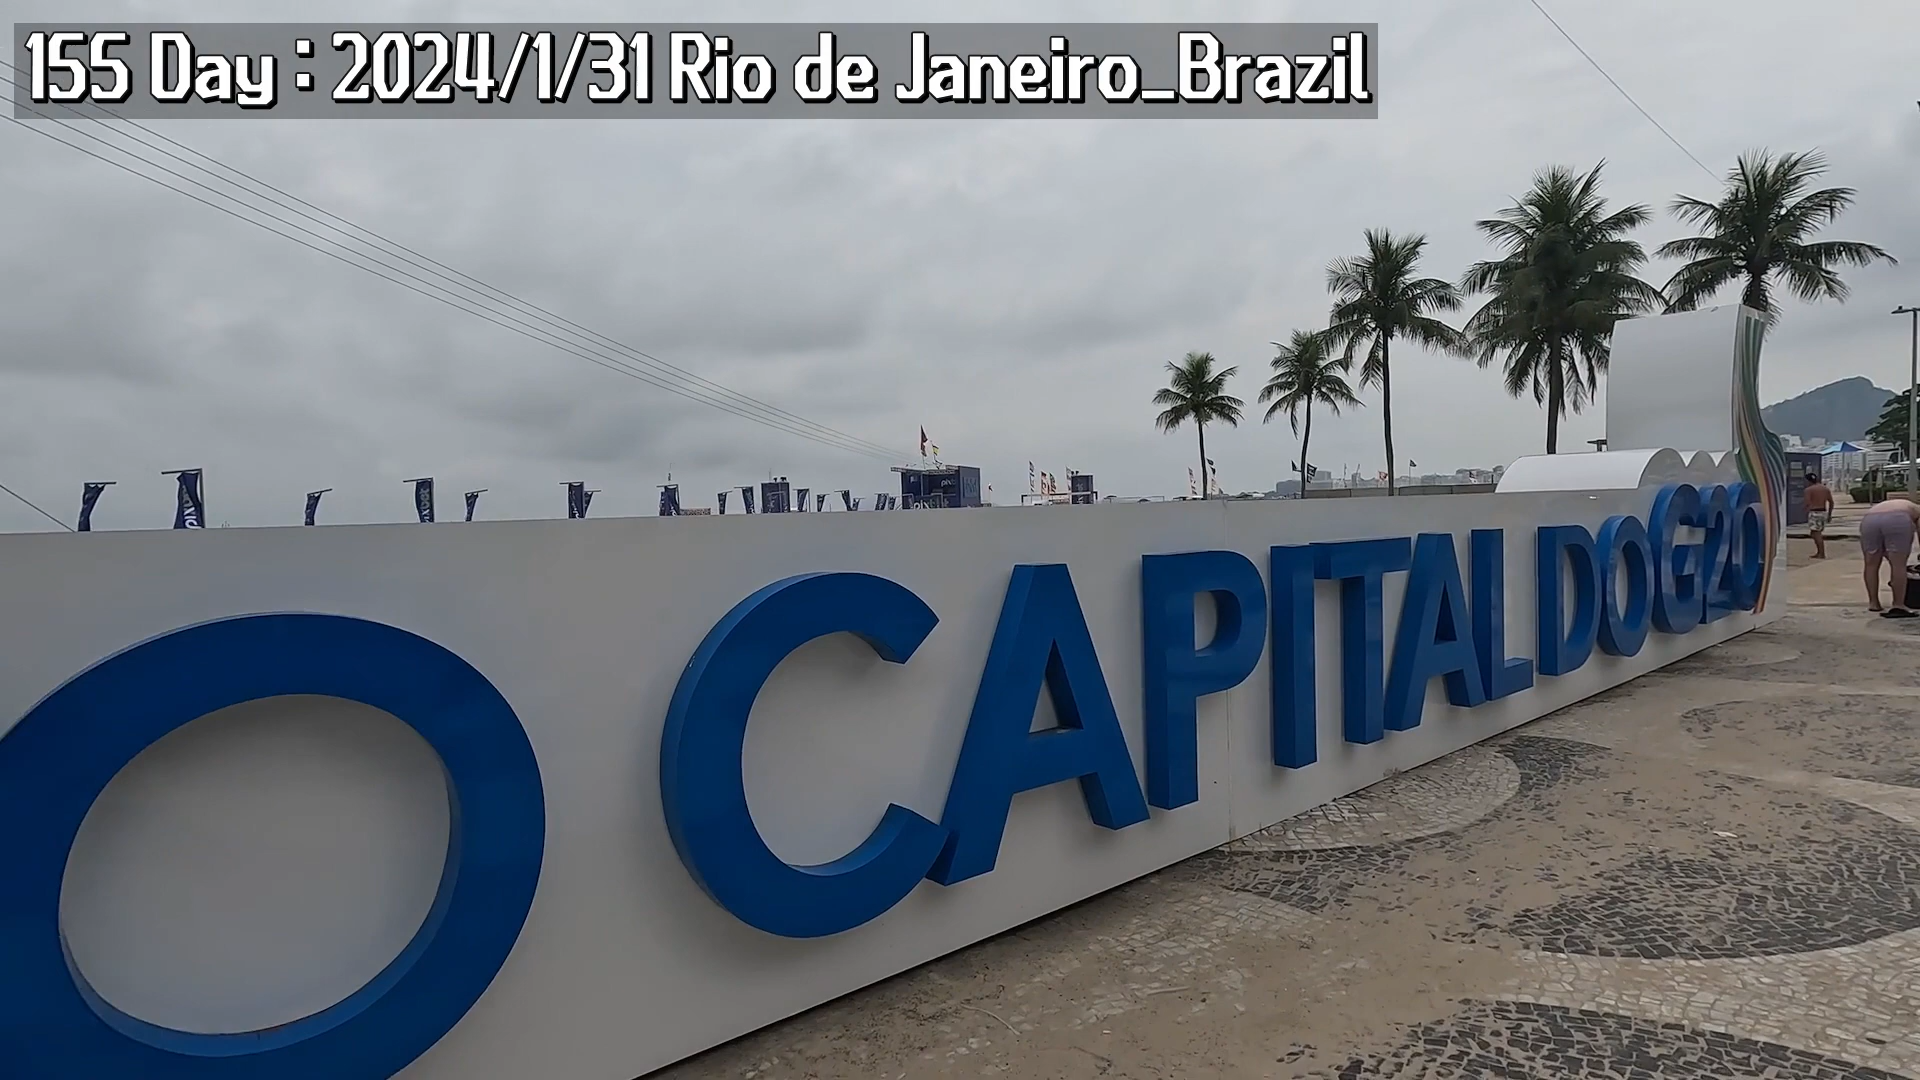 155 Day : 2024/1/31 Rio de Janeiro_Brazil
O CAPITAL DO G20